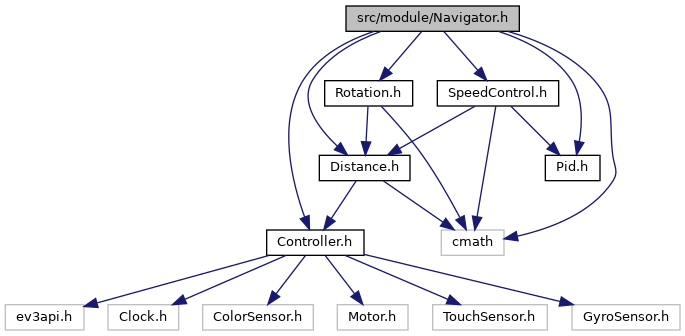 src/module/Navigator.h
Rotation.h
SpeedControl.h
Distance.h
Pid.h
Controller.h
cmath
ev3api.h
Clock.h
ColorSensor.h
Motor.h
TouchSensor.h
GyroSensor.h